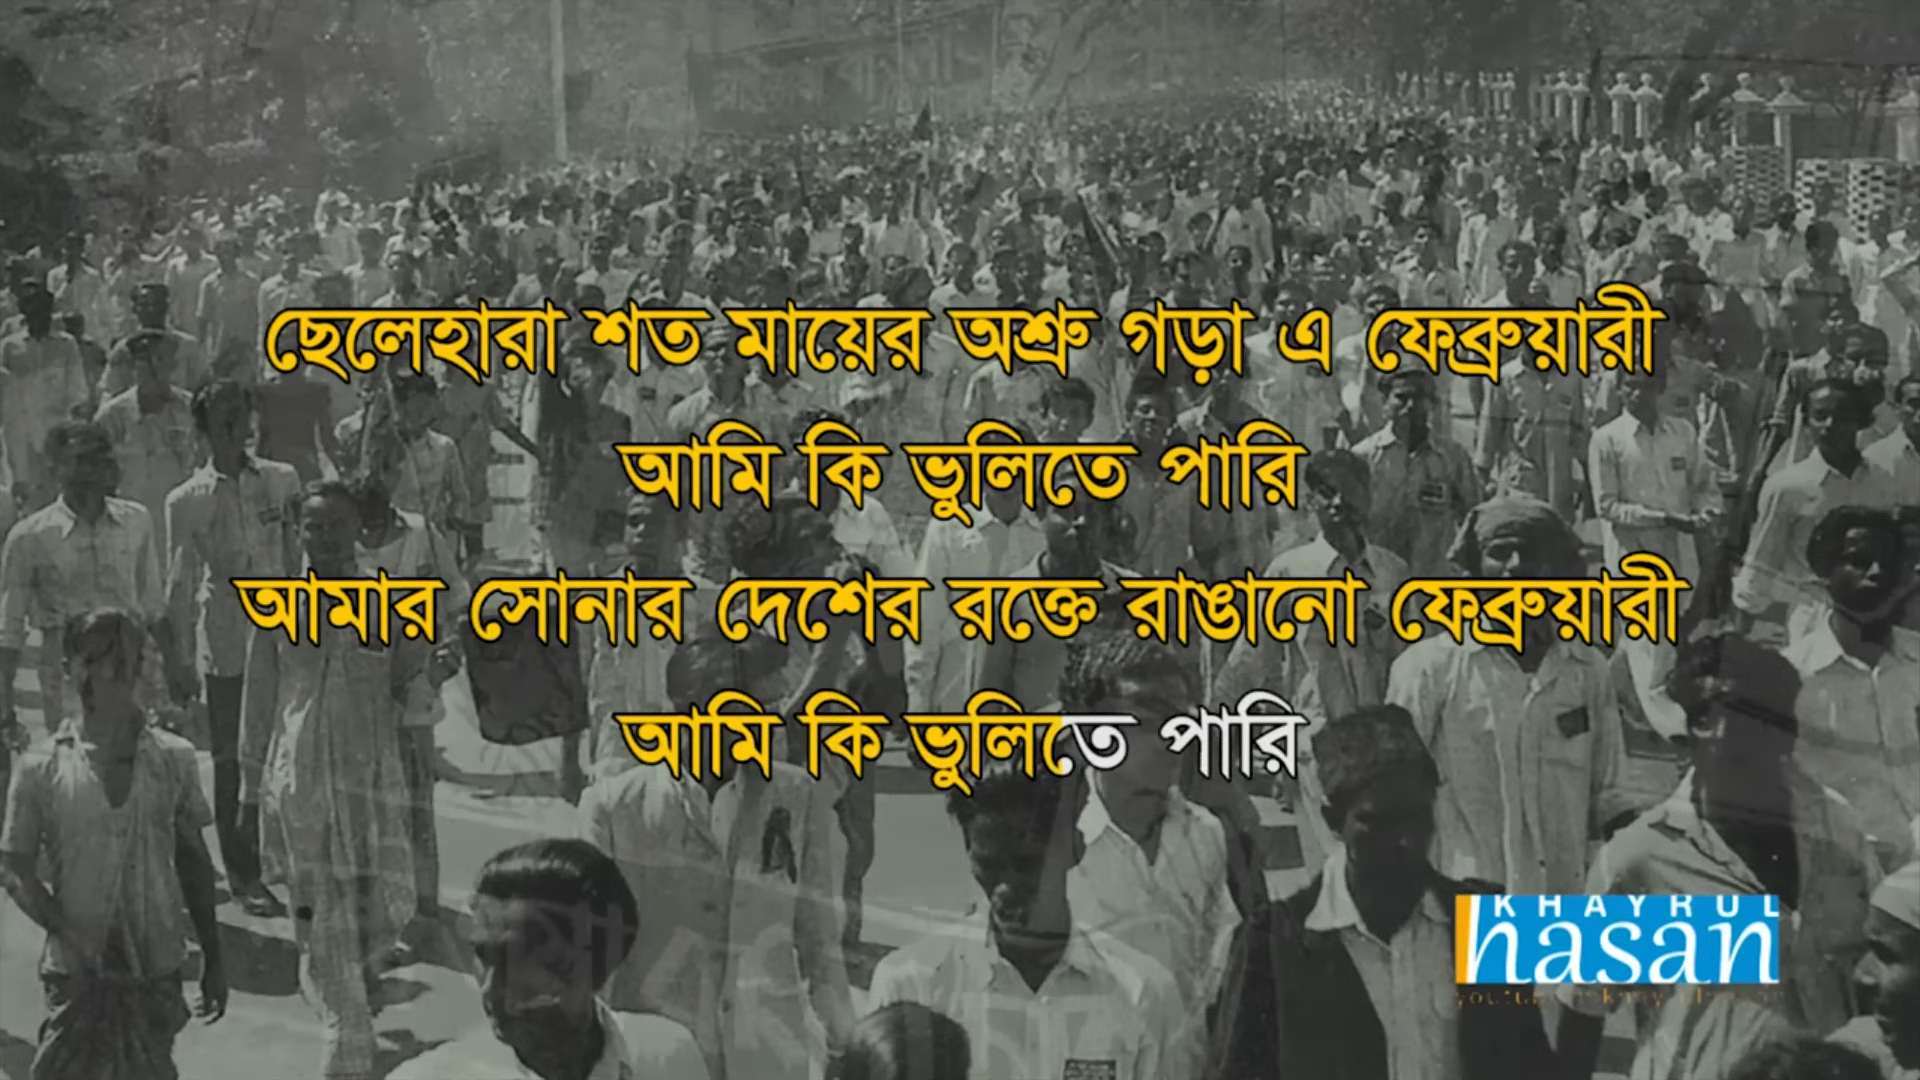 ছেলেহারা শত মায়ের অশ্রু গড়া এ ফেব্রুয়ারী
আমি কি ভুলিতে পারি
আমার সোনার দেশের রক্তে রাঙানো ফেব্রুয়ারী
আমি কি ভুলিতে পারি
KHAYRUL
hasan